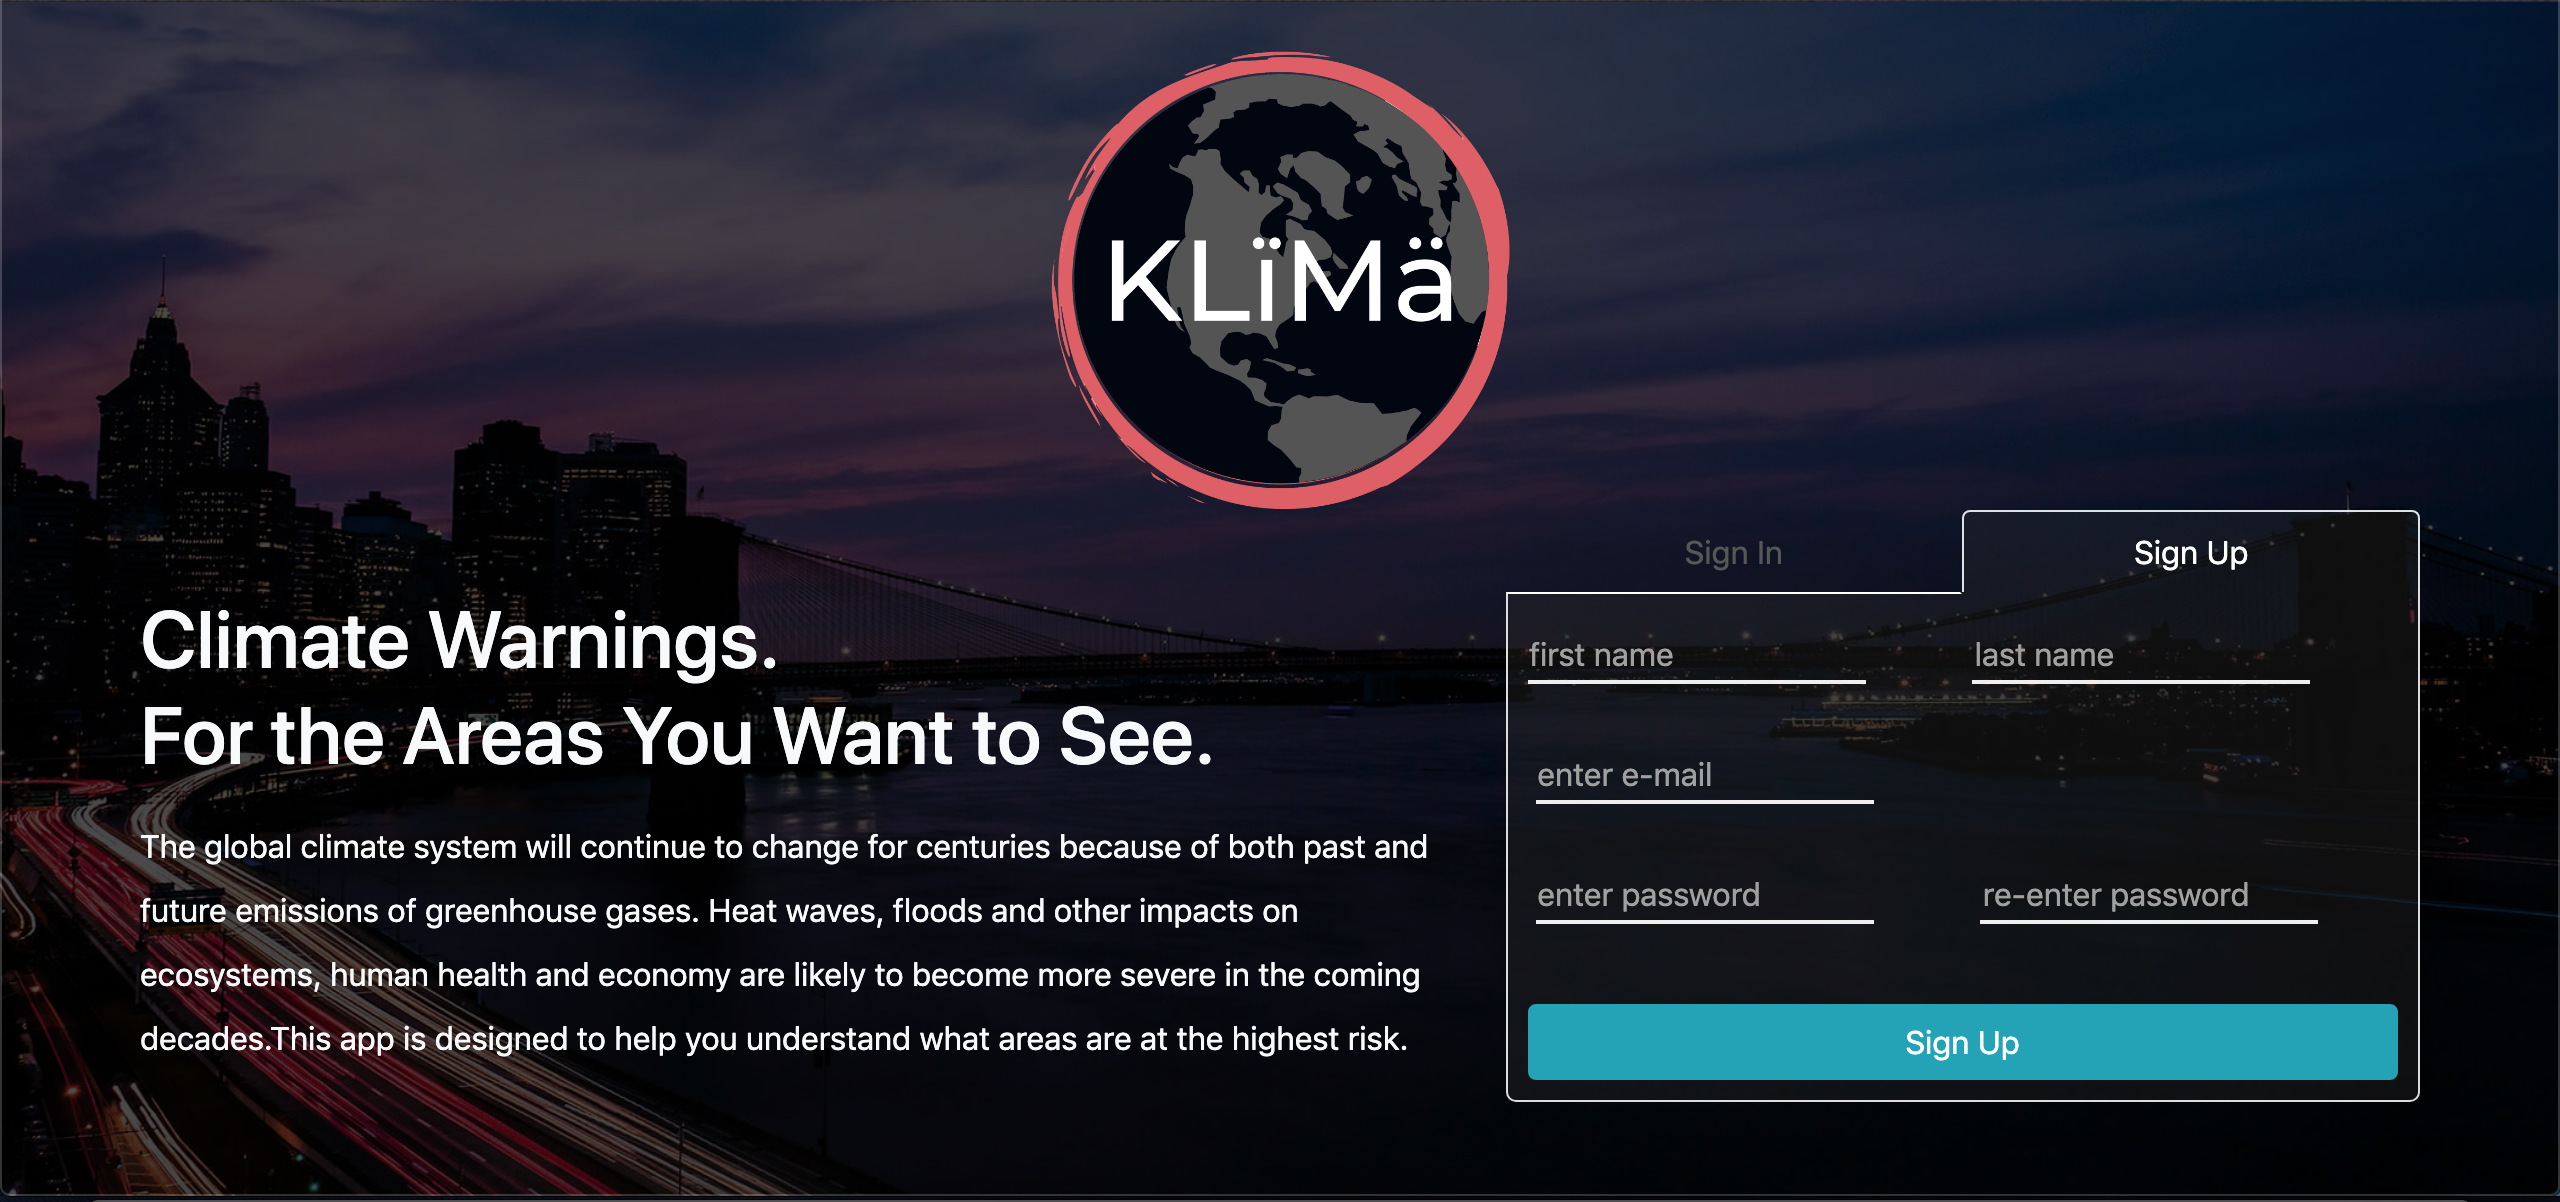 KLïMä
Sign In
Sign Up
Climate Warnings.
For the Areas You Want to See.
The global climate system will continue to change for centuries because of both past and
future emissions of greenhouse gases. Heat waves, floods and other impacts on
ecosystems, human health and economy are likely to become more severe in the coming
decades.This app is designed to help you understand what areas are at the highest risk.
first name
last name
enter e-mail
enter password
re-enter password
Sign Up